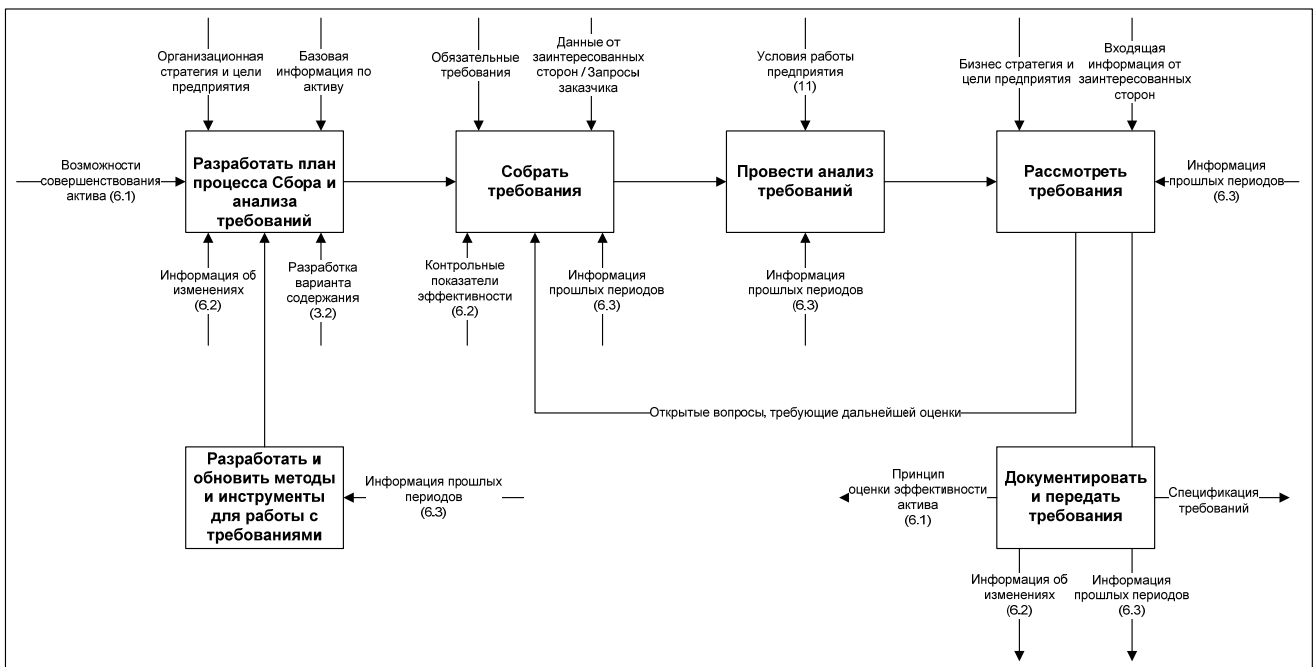 Организационная
стратегия и цели
предприятия
Базовая
информация по
активу
Обязательные
требования
Данные от
заинтересованных
сторон / Запросы
заказчика
Условия работы
предприятия
(11)
Бизнес стратегия и
цели предприятия
Входящая
информация от
заинтересованных
сторон
Возможности
совершенствования
актива (6.1)
Разработать план
процесса Сбора и
анализа
требований
Собрать
требования
Провести анализ
требований
Рассмотреть
требования
Информация
прошлых периодов
(6.3)
Информация об
изменениях
(6.2)
Разработка
варианта
содержания
(3.2)
Контрольные
показатели
эффективности
(6.2)
Информация
прошлых периодов
(6.3)
Информация
прошлых периодов
(6.3)
Открытые вопросы, требующие дальнейшей оценки
Разработать и
обновить методы
и инструменты
для работы с
требованиями
Информация прошлых
периодов
(6.3)
Принцип
оценки эффективности
актива
(6.1)
Документировать
и передать
требования
Спецификация
требований
Информация об
изменениях
(6.2)
Информация
прошлых периодов
(6.3)